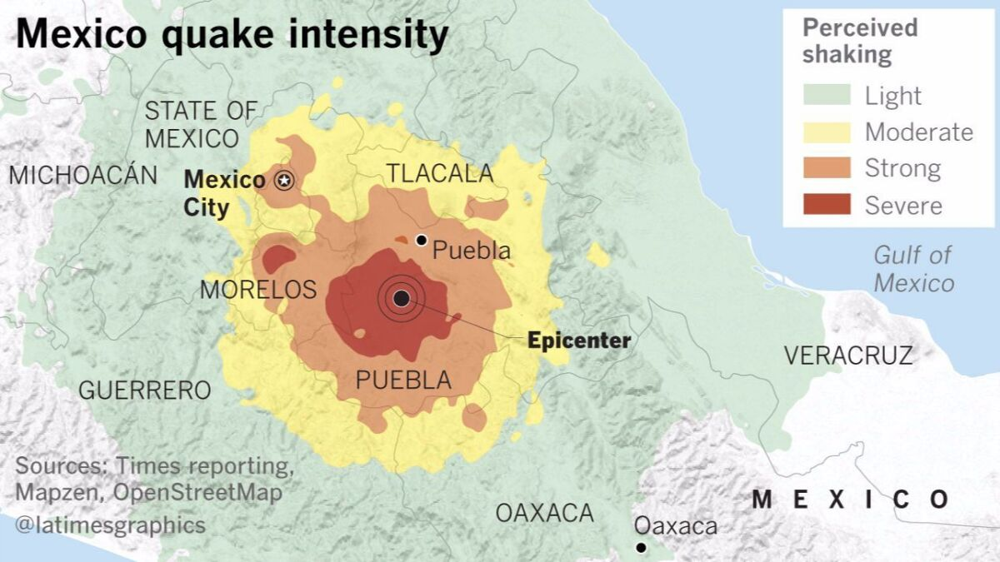 Mexico quake intensity
Perceived
shaking
Light
Moderate
Strong
Severe
STATE OF
MEXICO
MICHOACÁN
Mexico
City
TLACALA
Puebla
Gulf of
Mexico
MORELOS
Epicenter
VERACRUZ
PUEBLA
GUERRERO
Sources: Times reporting,
Mapzen, OpenStreetMap
@latimesgraphics
OAXACA
Oaxaca
MEXICO